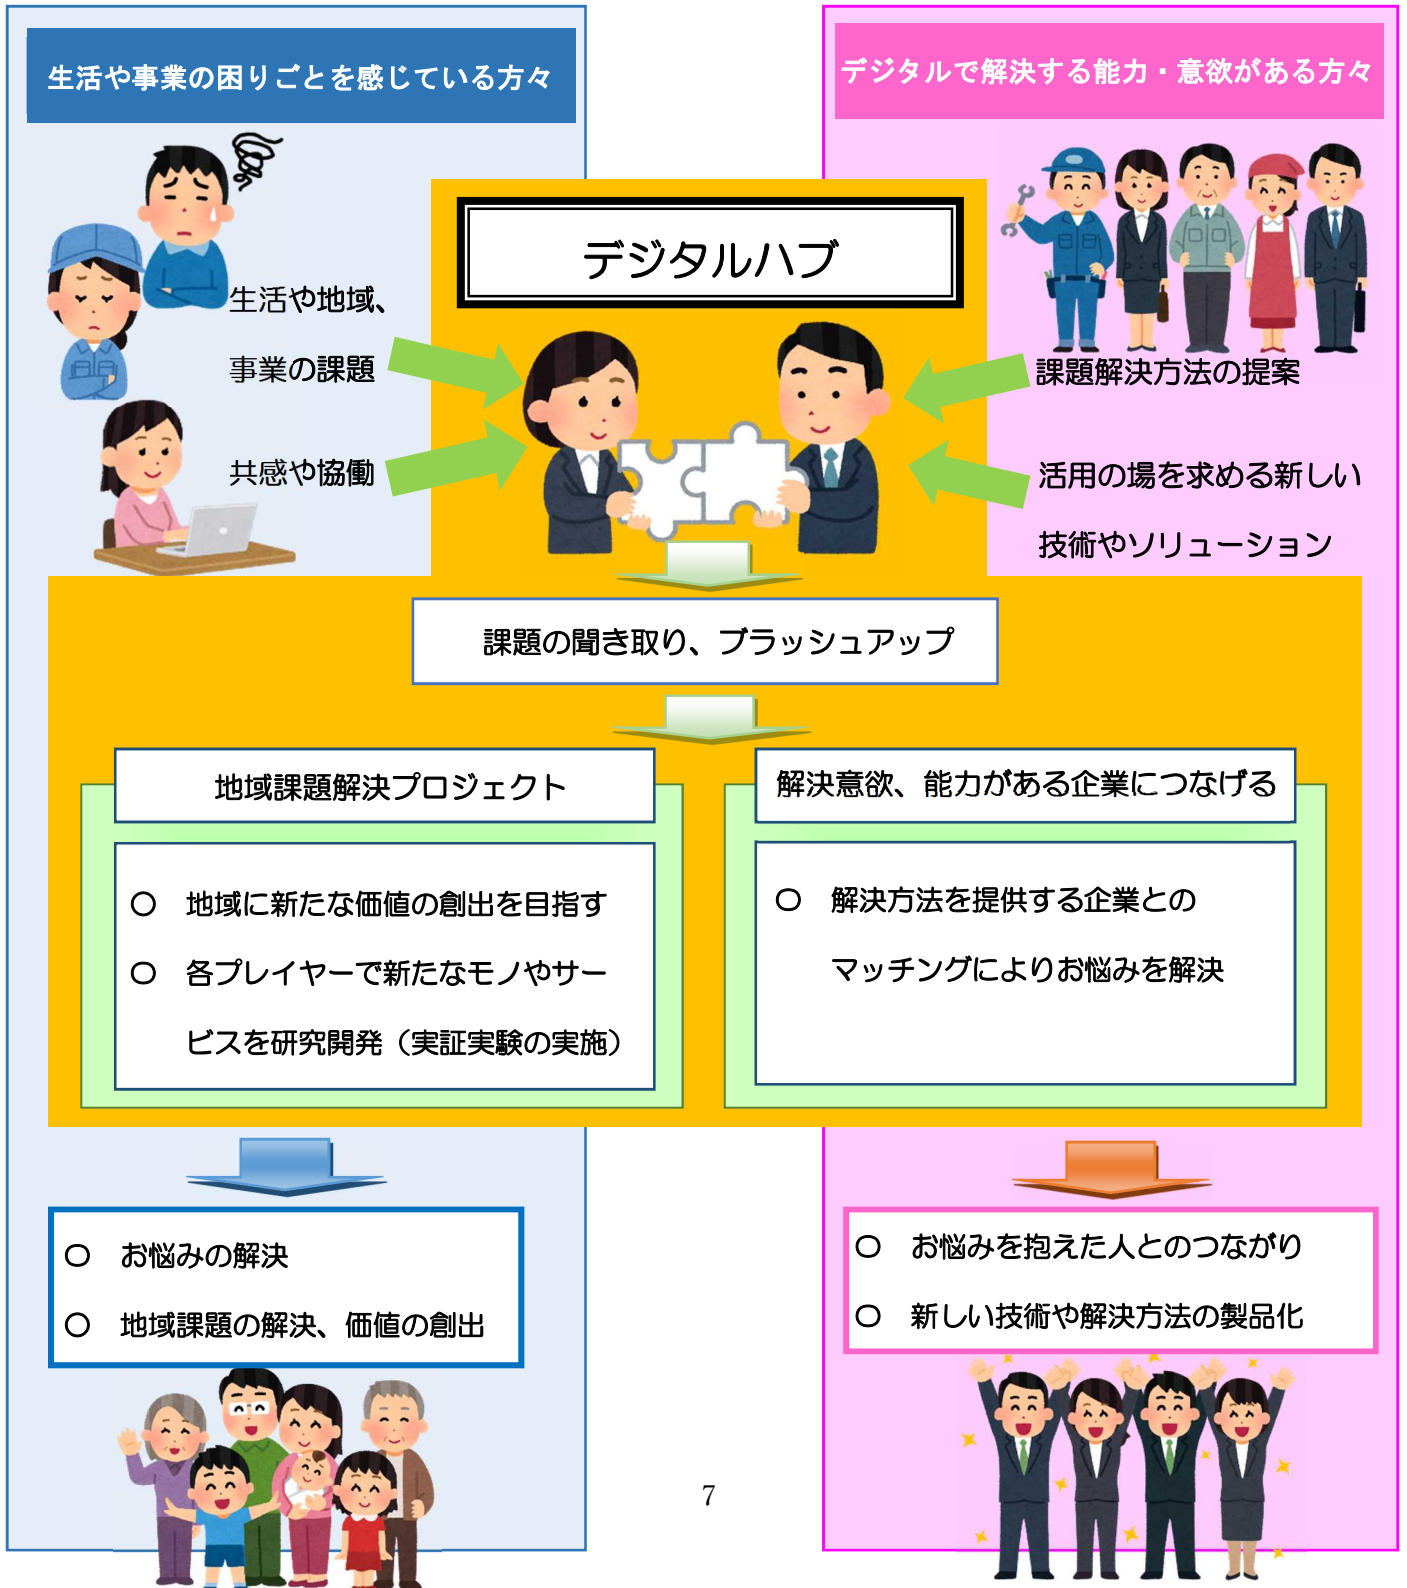 生活や事業の困りごとを感じている方々
デジタルで解決する能力・意欲がある方々
デジタルハブ
生活や地域、
事業の課題
共感や協働
課題解決方法の提案
活用の場を求める新しい
技術やソリューション
課題の聞き取り、ブラッシュアップ
地域課題解決プロジェクト
〇　地域に新たな価値の創出を目指す
〇　各プレイヤーで新たなモノやサー
ビスを研究開発（実証実験の実施）
解決意欲、能力がある企業につなげる
〇　解決方法を提供する企業との
マッチングによりお悩みを解決
〇　お悩みの解決
〇　地域課題の解決、価値の創出
〇　お悩みを抱えた人とのつながり
〇　新しい技術や解決方法の製品化
7